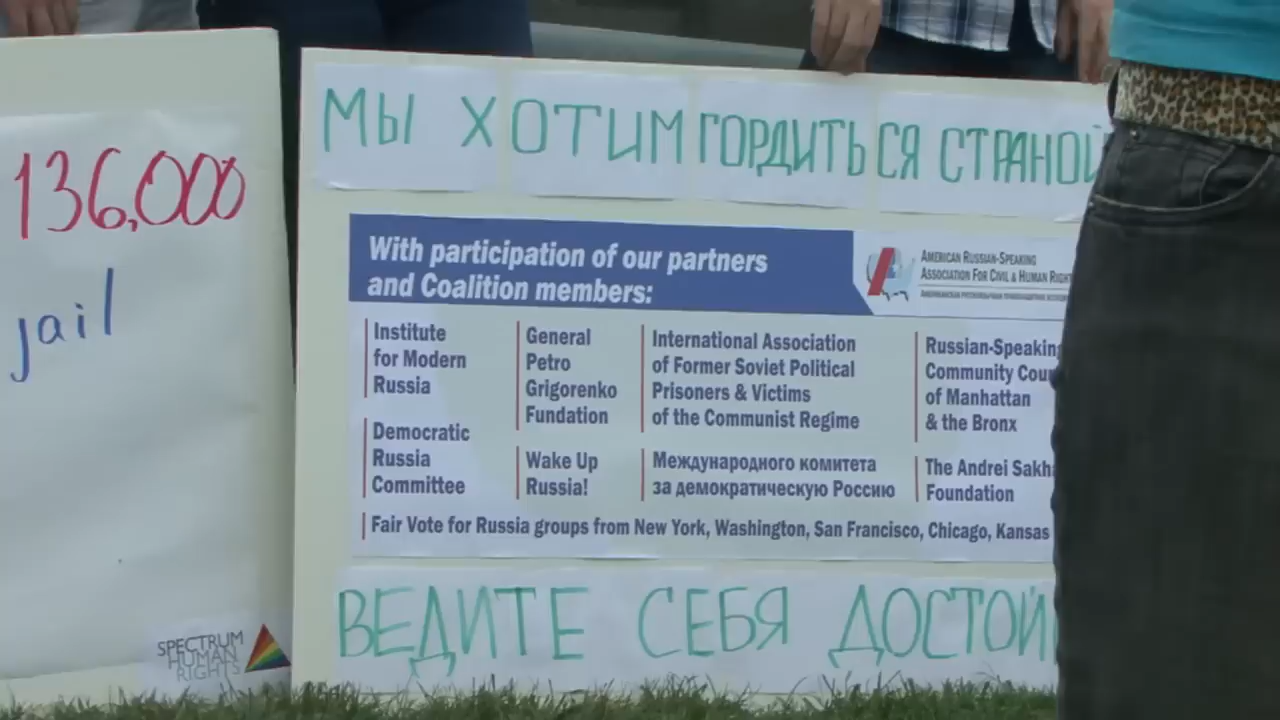 136,000
jail
SPECTRUM
HUMAN
RIGHTS
МЫ ХОТИМ ГОРДИТЬСЯ СТРАНОЙ
With participation of our partners
and Coalition members:
AMERICAN RUSSIAN-SPEAKING
ASSOCIATION FOR CIVIL & HUMAN RIGHT
Institute
for Modern
Russia
Democratic
Russia
Committee
General
Petro
Grigorenko
Fundation
Wake Up
Russia!
International Association
of Former Soviet Political
Prisoners & Victims
of the Communist Regime
Международного комитета
за демократическую Россию
Russian-Speaking
Community Cou
of Manhattan
& the Bronx
The Andrei Sakh
Foundation
Fair Vote for Russia groups from New York, Washington, San Francisco, Chicago, Kansas
ВЕДИТЕ СЕБЯ ДОСТОЙ